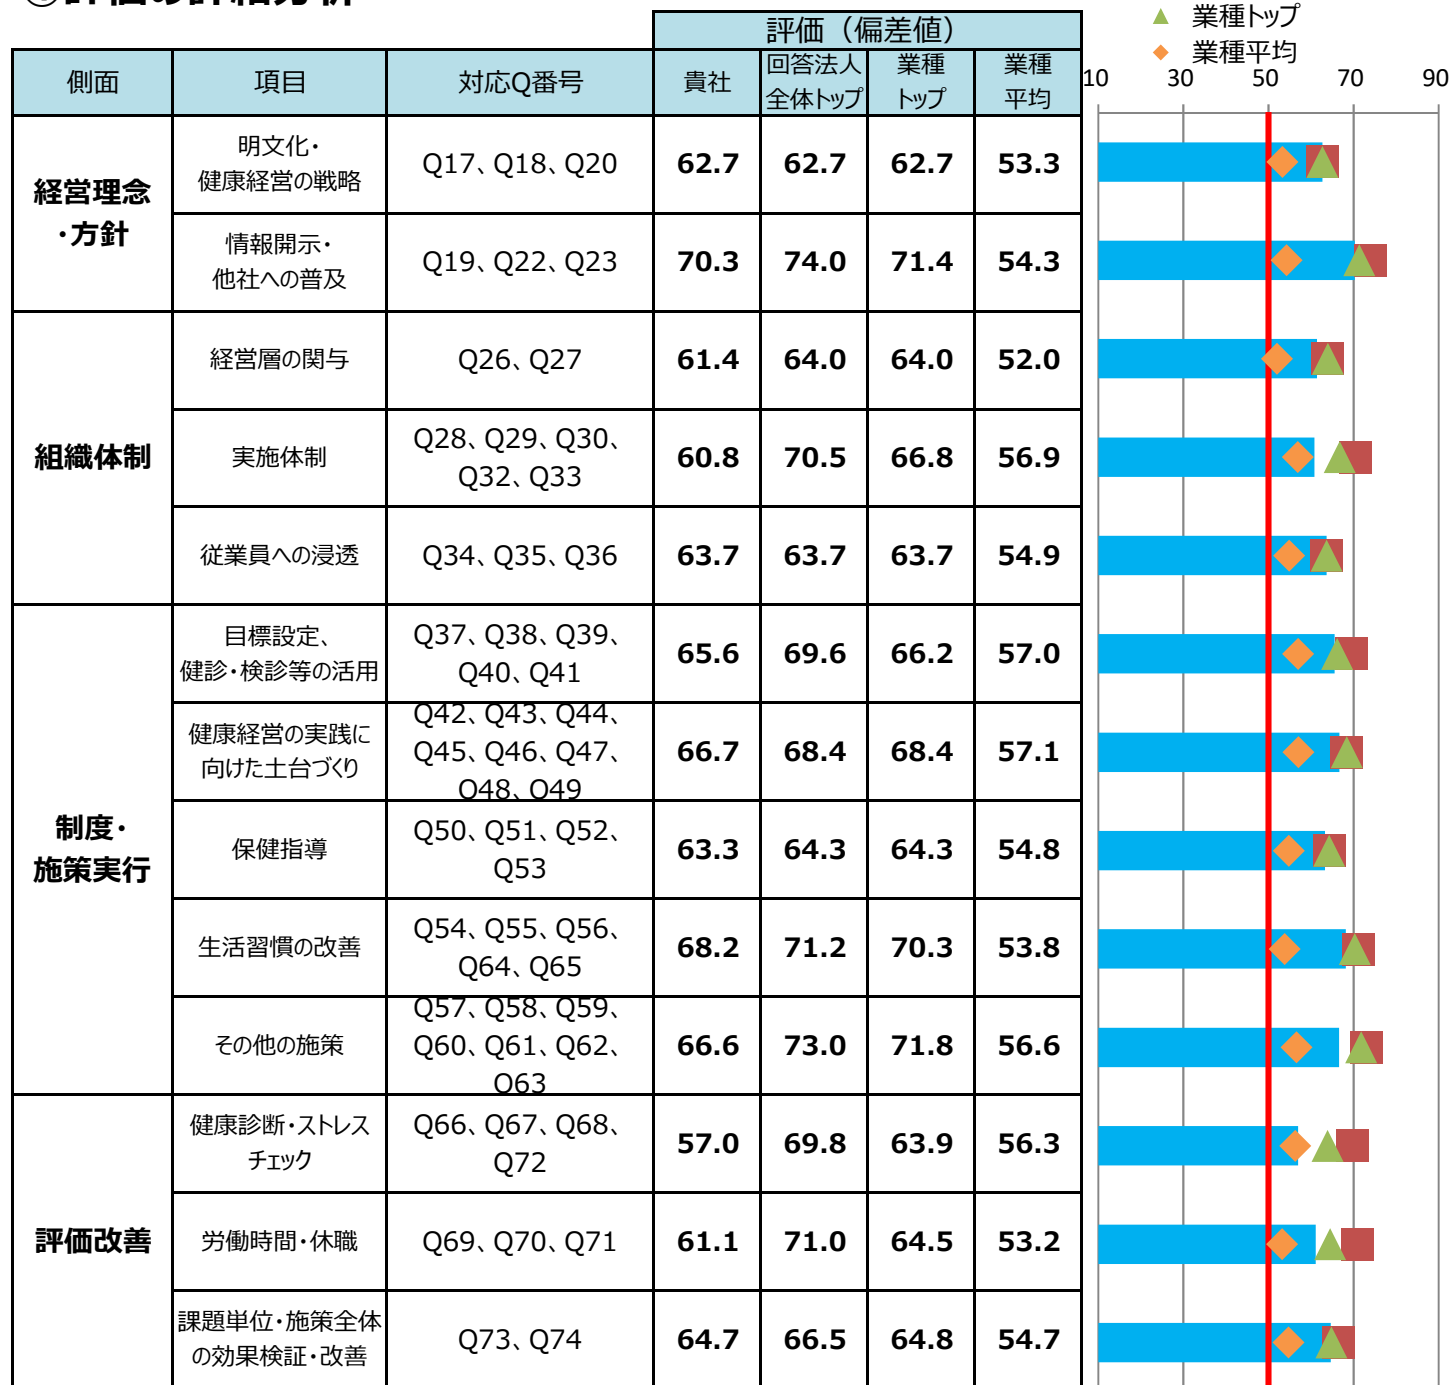 ①評価の詳細分析
評価（偏差値）
側面 項目 対応Q番号 貴社 回答法人 業種 業種
全体トップ トップ 平均
▲ 業種トップ
◆ 業種平均
10 30 50 70 90
経営理念
・方針
明文化・
健康経営の戦略
Q17、Q18、Q20 62.7 62.7 62.7 53.3
情報開示・
他社への普及
Q19、Q22、Q23 70.3 74.0 71.4 54.3
組織体制
経営層の関与 Q26、Q27 61.4 64.0 64.0 52.0
実施体制
Q28、Q29、Q30、
Q32、Q33
60.8 70.5 66.8 56.9
従業員への浸透 Q34、Q35、Q36 63.7 63.7 63.7 54.9
制度・
施策実行
目標設定、
健診・検診等の活用
Q37、Q38、Q39、
Q40、Q41
65.6 69.6 66.2 57.0
健康経営の実践に
向けた土台づくり
Q42、Q43、Q44、
Q45、Q46、Q47、
Q48、Q49
66.7 68.4 68.4 57.1
保健指導
Q50、Q51、Q52、
Q53
63.3 64.3 64.3 54.8
生活習慣の改善
Q54、Q55、Q56、
Q64、Q65
68.2 71.2 70.3 53.8
その他の施策
Q57、Q58、Q59、
Q60、Q61、Q62、
Q63
66.6 73.0 71.8 56.6
評価改善
健康診断・ストレス
チェック
Q66、Q67、Q68、
Q72
57.0 69.8 63.9 56.3
労働時間・休職 Q69、Q70、Q71 61.1 71.0 64.5 53.2
課題単位・施策全体
の効果検証・改善
Q73、Q74 64.7 66.5 64.8 54.7